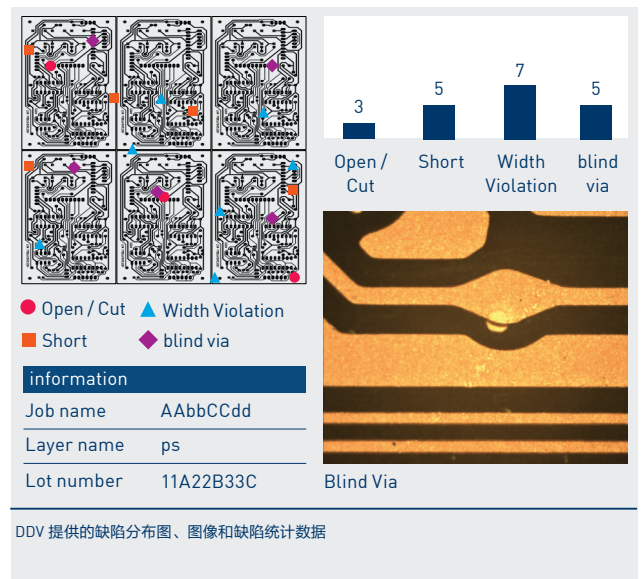 3
5
7
5
Open / Cut
Short
Width Violation
blind via
Open / Cut
Width Violation
Short
blind via
information
Job name AAbbCCdd
Layer name ps
Lot number 11A22B33C
Blind Via
DDV 提供的缺陷分布图、图像和缺陷统计数据